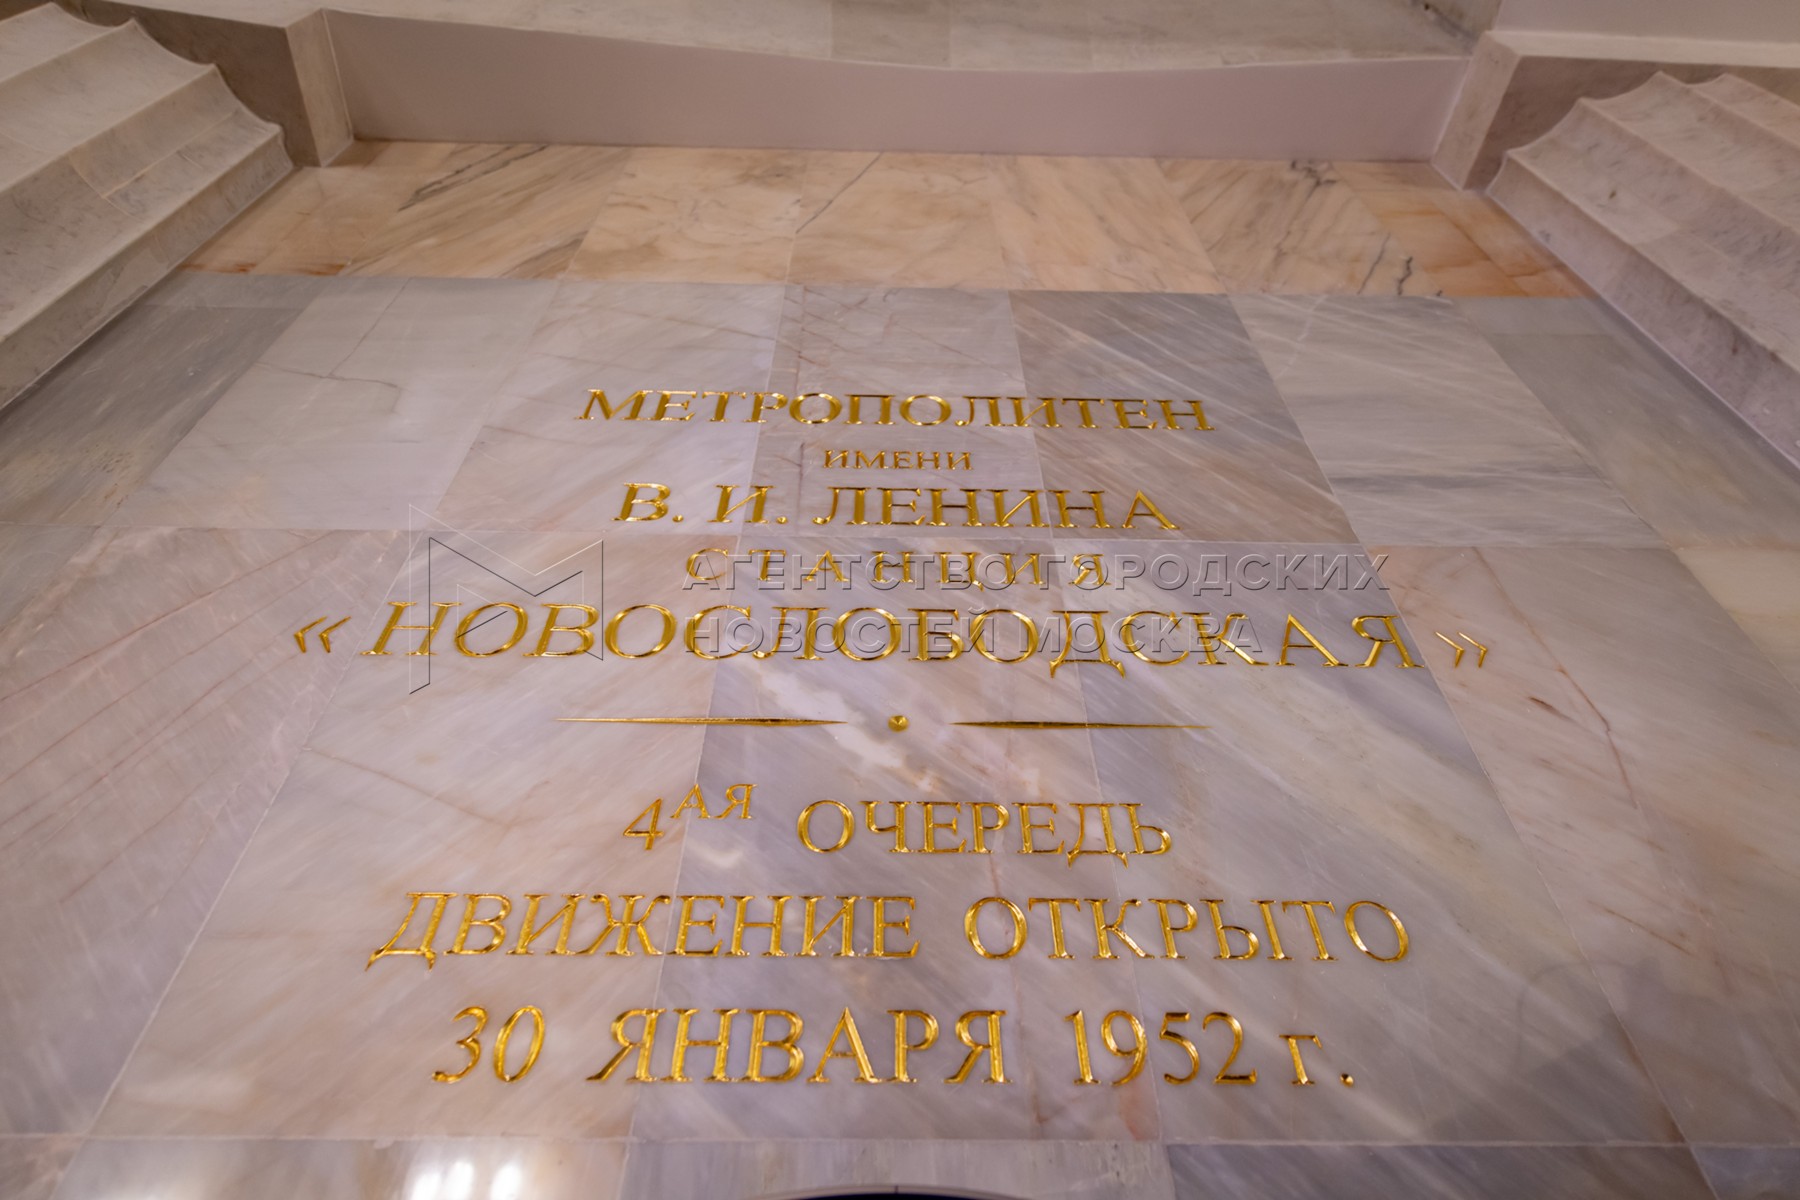 МЕТРОПОЛИТЕН
ИМЕНИ
В. И. ЛЕНИНА
СТАНЦИЯ
«НОВОСЛОБОДСКАЯ»
4АЯ ОЧЕРЕДЬ
ДВИЖЕНИЕ ОТКРЫТО
30 ЯНВАРЯ 1952 г.
АГЕНТСТВО ГОРОДСКИХ
НОВОСТЕЙ МОСКВА